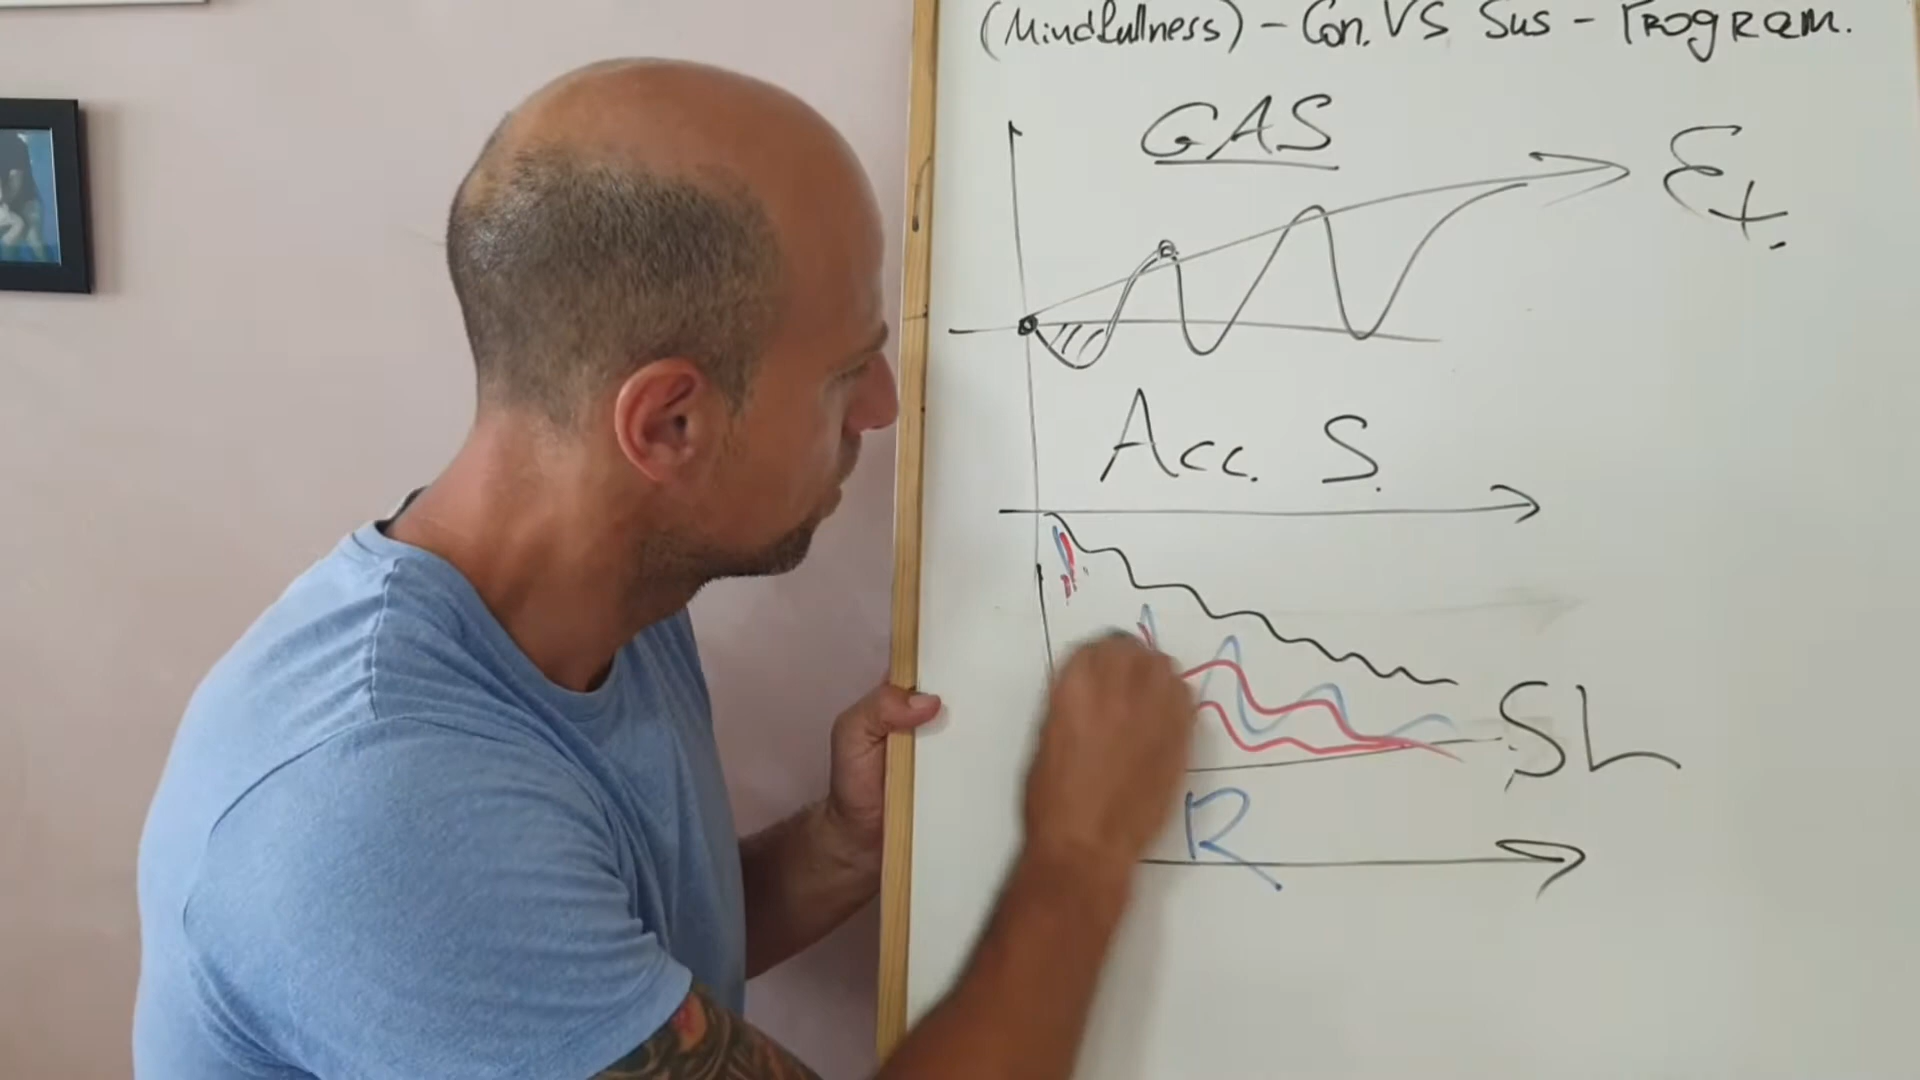 (Mindfullness) - Con. VS Sus - Program.
GAS
Ex.
Acc. S.
SL
R